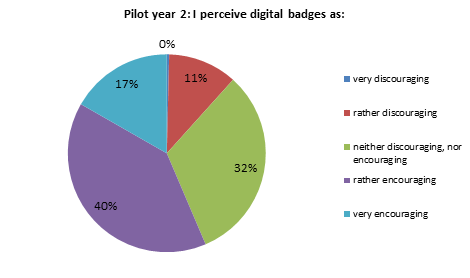 Pilot year 2: I perceive digital badges as:
0%
11%
17%
32%
40%
very discouraging
rather discouraging
neither discouraging, nor
encouraging
rather encouraging
very encouraging